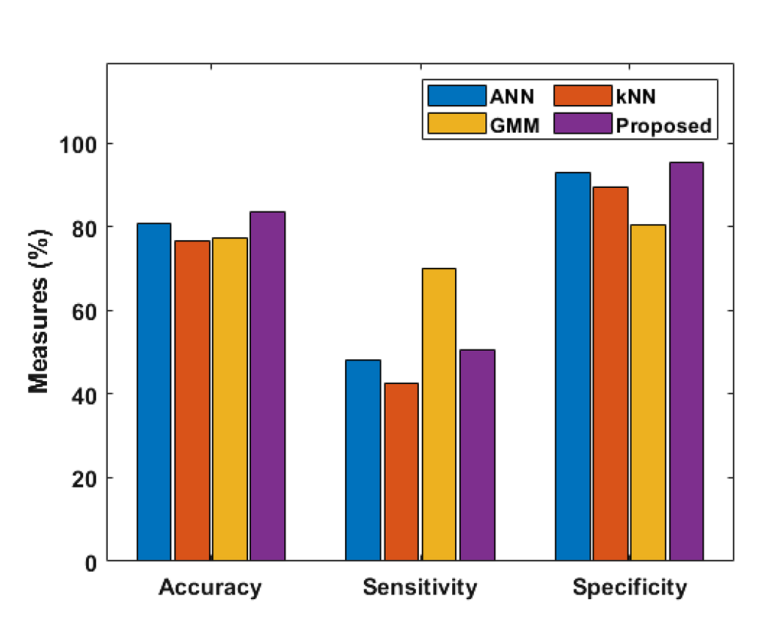 ANN kNN
GMM Proposed
100
80
60
40
20
0
Measures (%)
Accuracy Sensitivity Specificity